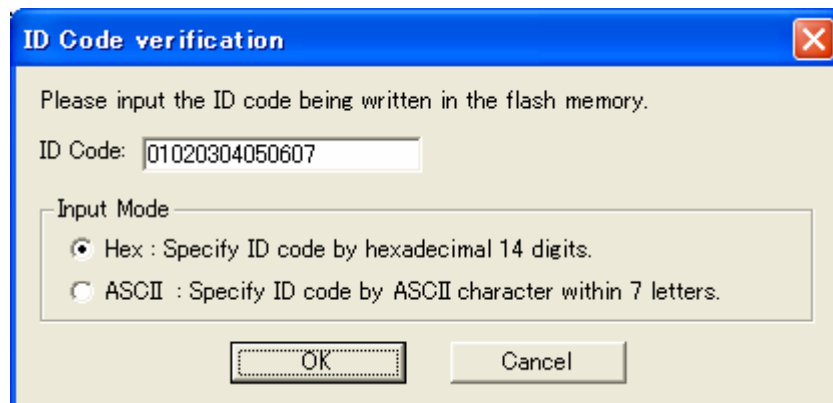 ID Code verification
Please input the ID code being written in the flash memory.
ID Code: 01020304050607
Input Mode
Hex : Specify ID code by hexadecimal 14 digits.
ASCII : Specify ID code by ASCII character within 7 letters.
OK Cancel